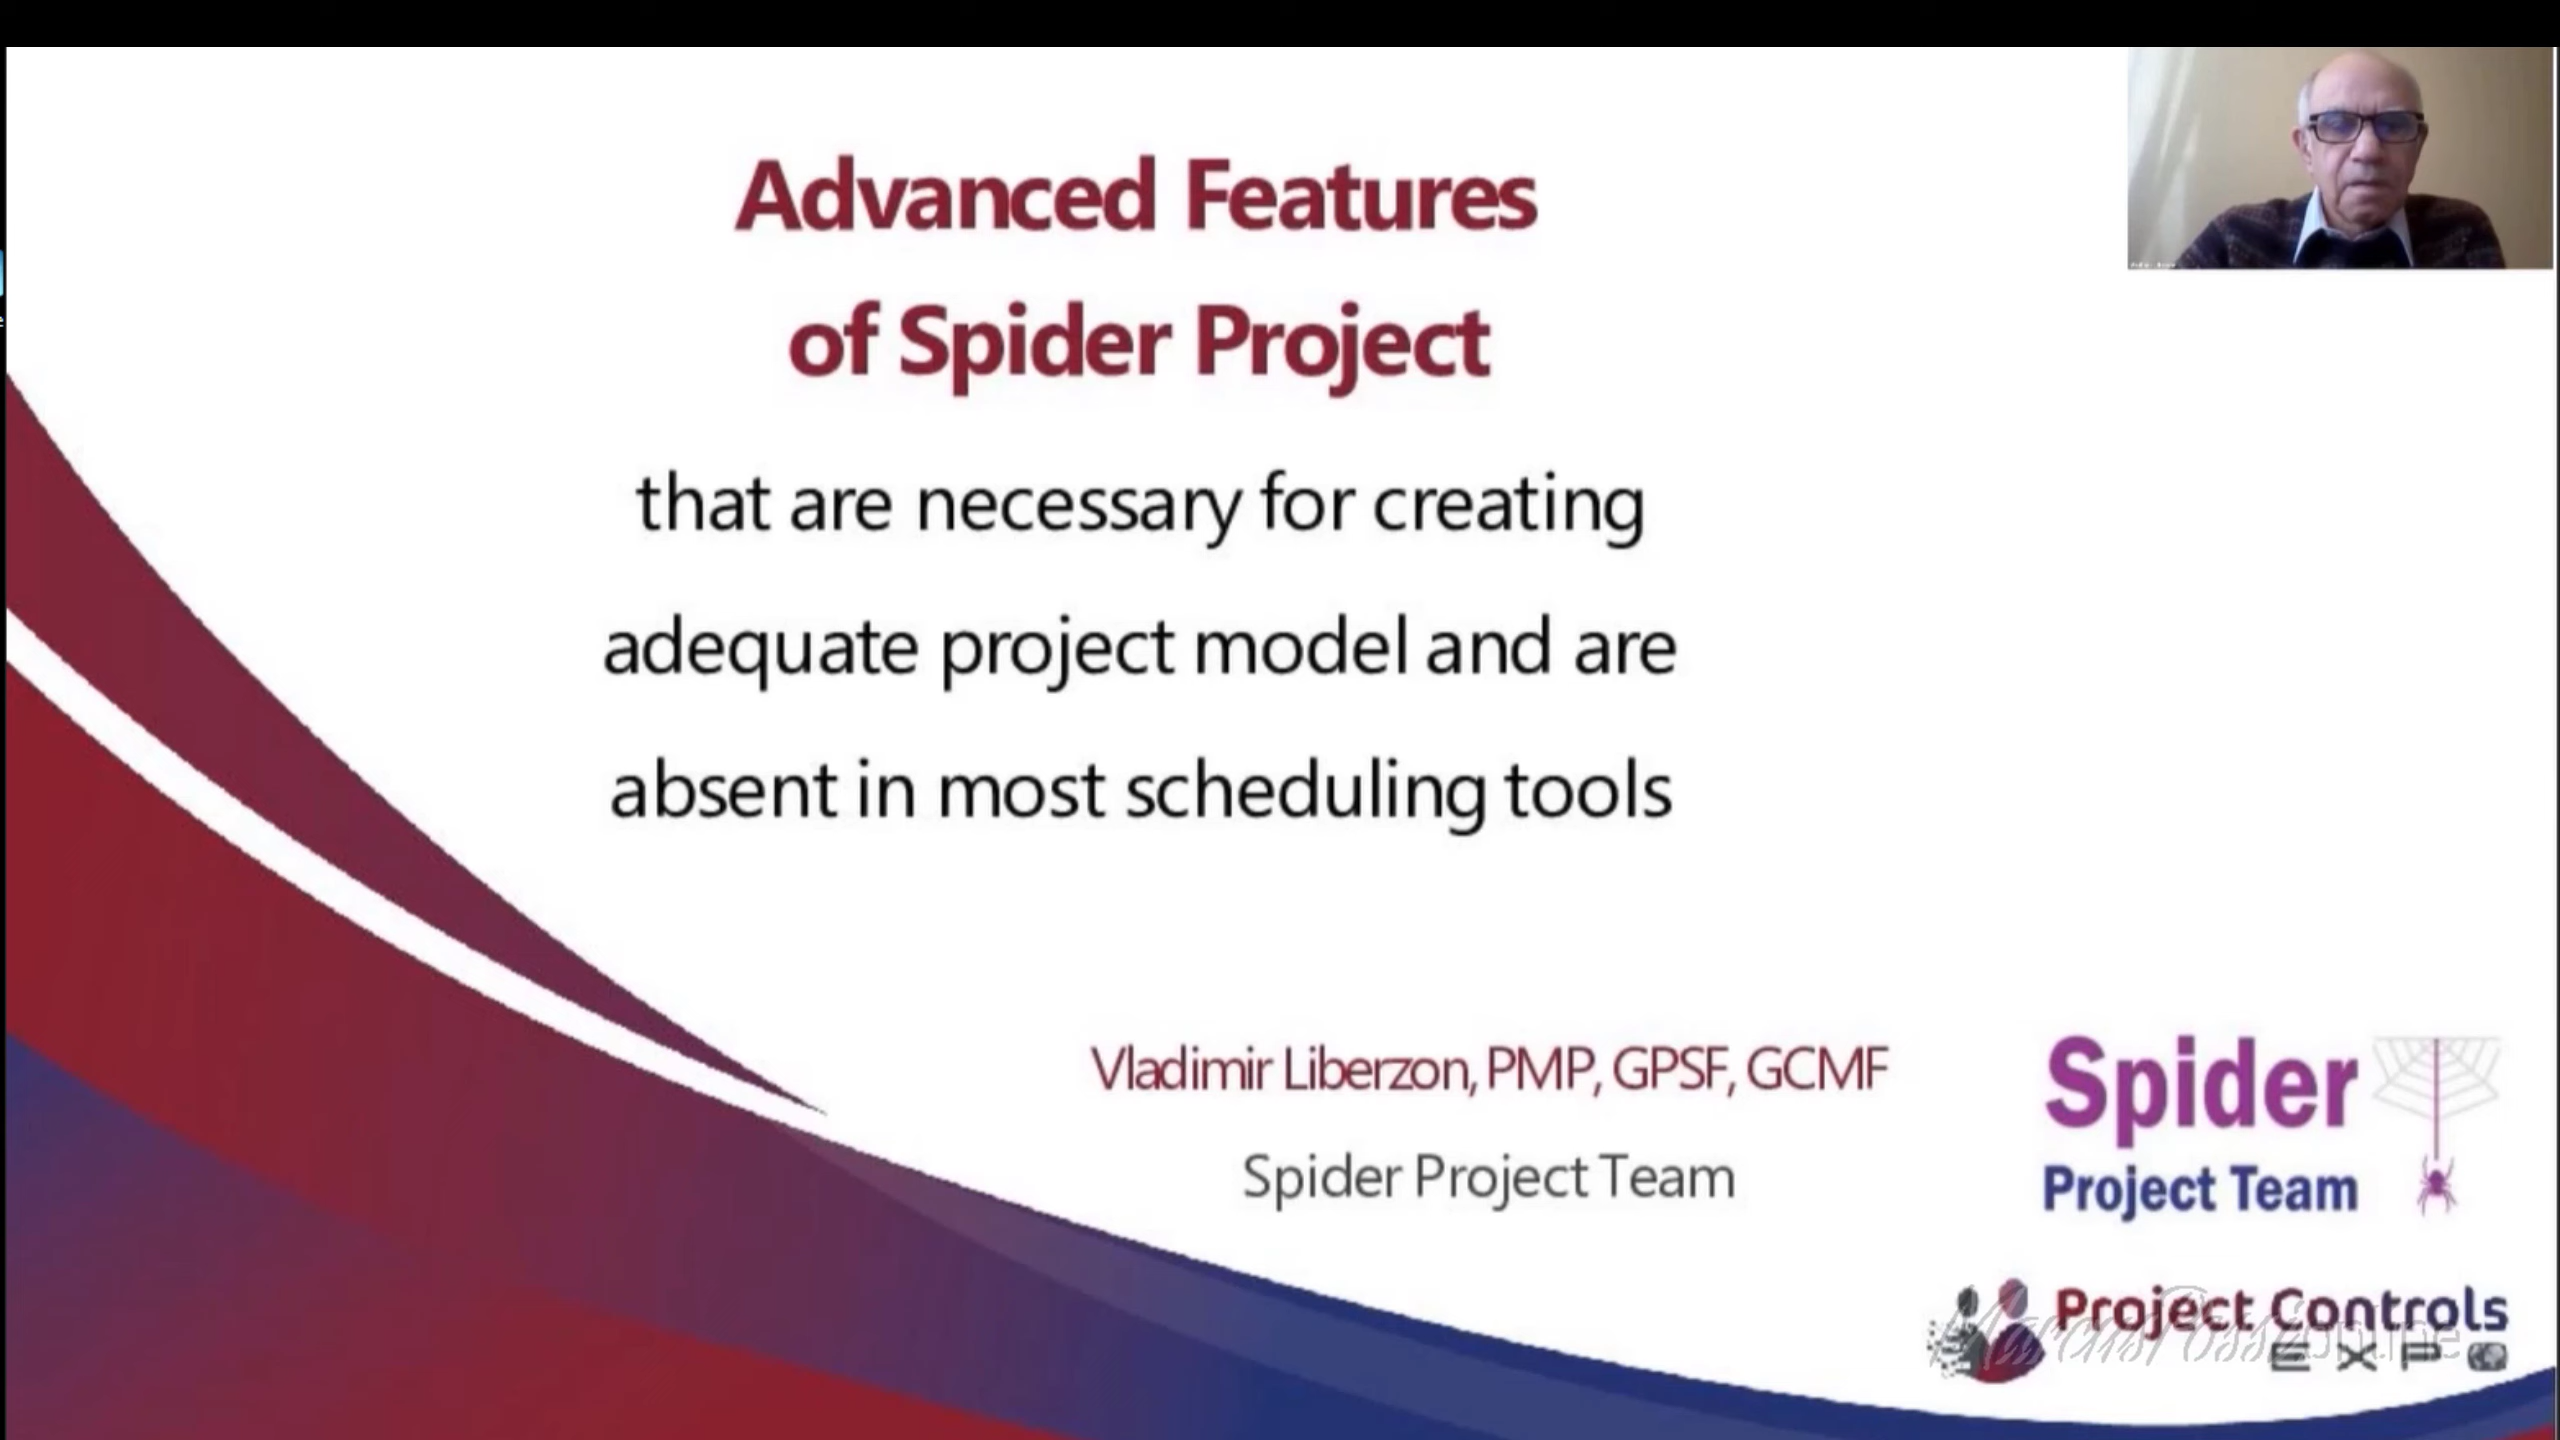 Advanced Features
of Spider Project
that are necessary for creating
adequate project model and are
absent in most scheduling tools
Vladimir Liberzon, PMP, GPSF, GCMF
Spider Project Team
Spider
Project Team
Project Controls
EXPO